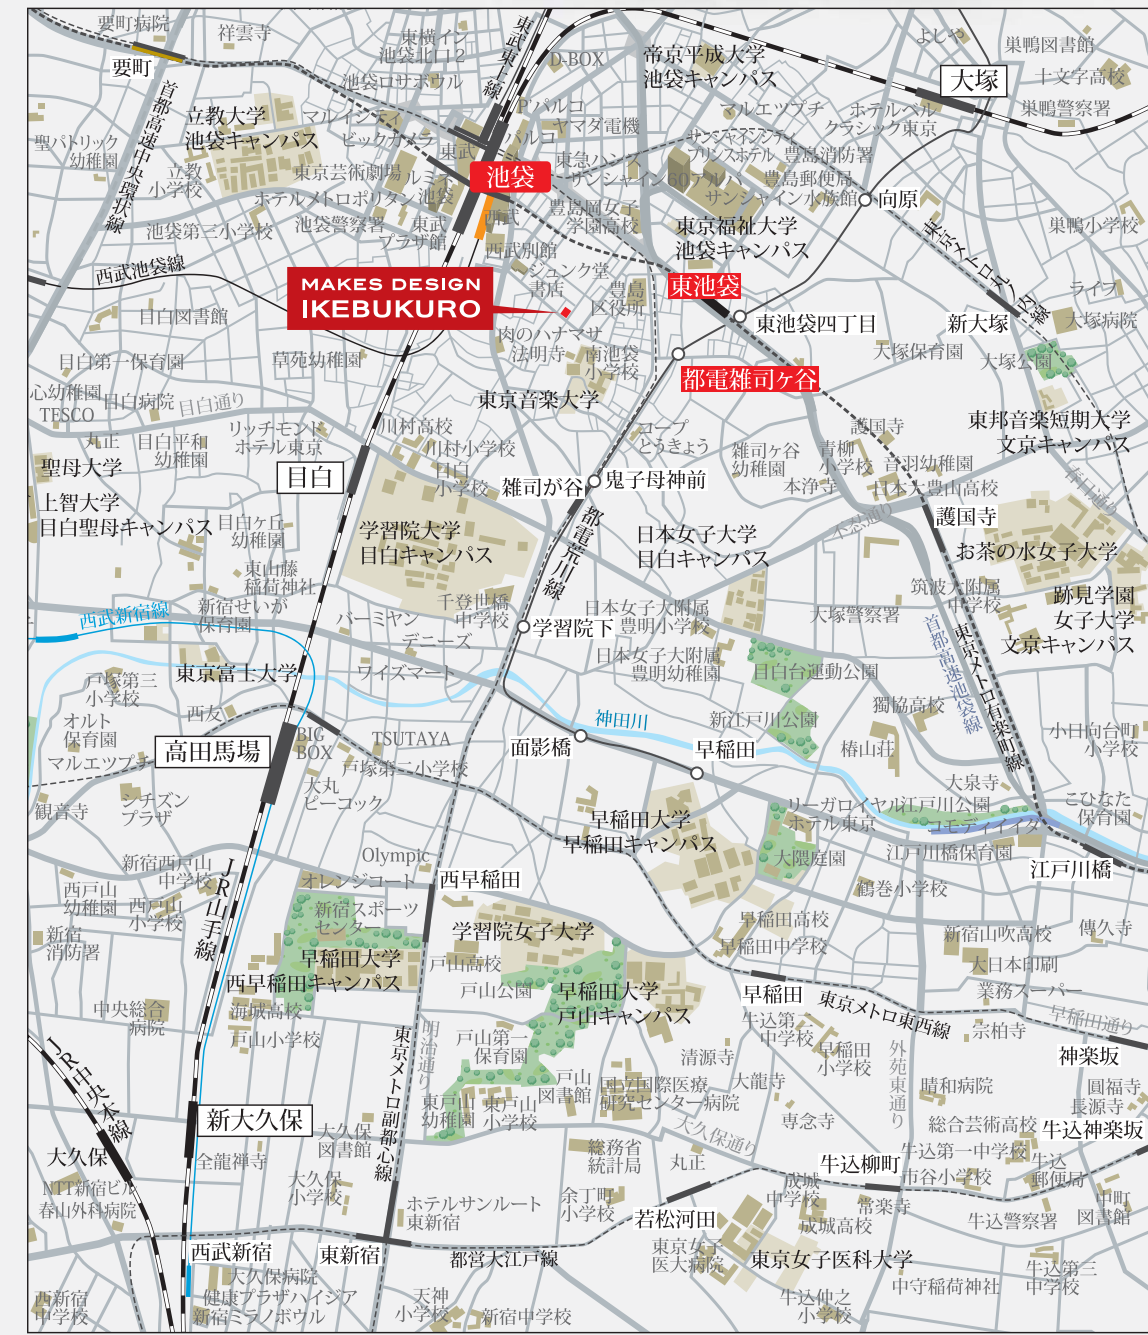 要町病院
祥雲寺
東横イン
池袋北口2
東武東上線
D-BOX
帝京平成大学
池袋キャンパス
よしや
巣鴨図書館
要町
池袋ロサボウル
大塚
十文字高校
首都高速中央環状線
立教大学
池袋キャンパス
マルイシティ
P'パルコ
マルエツプチ
ホテルベル
クラシック東京
巣鴨警察署
聖パトリック
幼稚園
ビックカメラ
パルコ
ヤマダ電機
サンシャインシティ
プリンスホテル
豊島消防署
立教
小学校
東京芸術劇場
東武
ルミネ
池袋
池袋
東急ハンズ
サンシャイン60アルパ
豊島郵便局
サンシャイン水族館
向原
ホテルメトロポリタン
池袋第三小学校
池袋警察署
東武
プラザ館
西武
豊島岡女子
学園高校
東京福祉大学
池袋キャンパス
東京メトロ丸ノ内線
巣鴨小学校
西武池袋線
西武別館
MAKES DESIGN
IKEBUKURO
ジュンク堂
書店
豊島
区役所
東池袋
ライフ
目白図書館
東池袋四丁目
新大塚
大塚病院
肉のハナマサ
法明寺
南池袋
小学校
大塚保育園
大塚公園
目白第一保育園
草苑幼稚園
都電雑司ヶ谷
心幼稚園
TESCO
目白病院
目白通り
東京音楽大学
東邦音楽短期大学
文京キャンパス
丸正
目白平和
幼稚園
リッチモンド
ホテル東京
川村高校
川村小学校
コープ
とうきょう
雑司ヶ谷
幼稚園
青柳
小学校
護国寺
聖母大学
目白
目白
小学校
雑司が谷
鬼子母神前
本浄寺
音羽幼稚園
日本大豊山高校
春日通り
上智大学
目白聖母キャンパス
目白ヶ丘
幼稚園
学習院大学
目白キャンパス
都電荒川線
日本女子大学
目白キャンパス
不忍通り
護国寺
お茶の水女子大学
東山藤
稲荷神社
千登世橋
中学校
筑波大附属
中学校
跡見学園
女子大学
文京キャンパス
西武新宿線
新宿せいが
保育園
バーミヤン
デニーズ
学習院下
日本女子大附属
豊明小学校
大塚警察署
首都高速池袋線
東京メトロ有楽町線
東京富士大学
ワイズマート
日本女子大附属
豊明幼稚園
目白台運動公園
戸塚第三
小学校
西友
神田川
新江戸川公園
獨協高校
オルト
保育園
マルエツプチ
高田馬場
BIG
BOX
TSUTAYA
面影橋
早稲田
椿山荘
小日向台町
小学校
戸塚第二小学校
大丸
ピーコック
大泉寺
観音寺
シチズン
プラザ
早稲田大学
早稲田キャンパス
リーガロイヤル
ホテル東京
江戸川公園
コモディイイダ
こひなた
保育園
新宿西戸山
中学校
Olympic
大隈庭園
江戸川橋保育園
江戸川橋
西戸山
幼稚園
西戸山
小学校
JR山手線
オレンジコート
西早稲田
鶴巻小学校
新宿スポーツ
センター
新宿
消防署
学習院女子大学
早稲田高校
早稲田中学校
新宿山吹高校
傳久寺
早稲田大学
西早稲田キャンパス
戸山高校
大日本印刷
戸山公園
早稲田大学
戸山キャンパス
早稲田
東京メトロ東西線
業務スーパー
中央総合
病院
海城高校
戸山小学校
明治通り
戸山第一
保育園
牛込第二
中学校
早稲田
小学校
宗柏寺
早稲田通り
清源寺
外苑東通り
神楽坂
JR中央本線
東京メトロ副都心線
戸山
図書館
国立国際医療
研究センター病院
大龍寺
晴和病院
圓福寺
長源寺
新大久保
東戸山
幼稚園
東戸山
小学校
専念寺
総合芸術高校
牛込神楽坂
大久保
図書館
大久保通り
大久保
全龍禅寺
総務省
統計局
丸正
牛込柳町
牛込第一中学校
市谷小学校
牛込
郵便局
NTT新宿ビル
春山外科病院
大久保
小学校
ホテルサンルート
東新宿
余丁町
小学校
成城
中学校
成城高校
常楽寺
若松河田
牛込警察署
中町
図書館
西武新宿
東新宿
都営大江戸線
東京女子
医大病院
東京女子医科大学
大久保病院
健康プラザハイジア
新宿ミラノボウル
中守稲荷神社
牛込第三
中学校
西新宿
中学校
天神
小学校
新宿中学校
牛込仲之
小学校